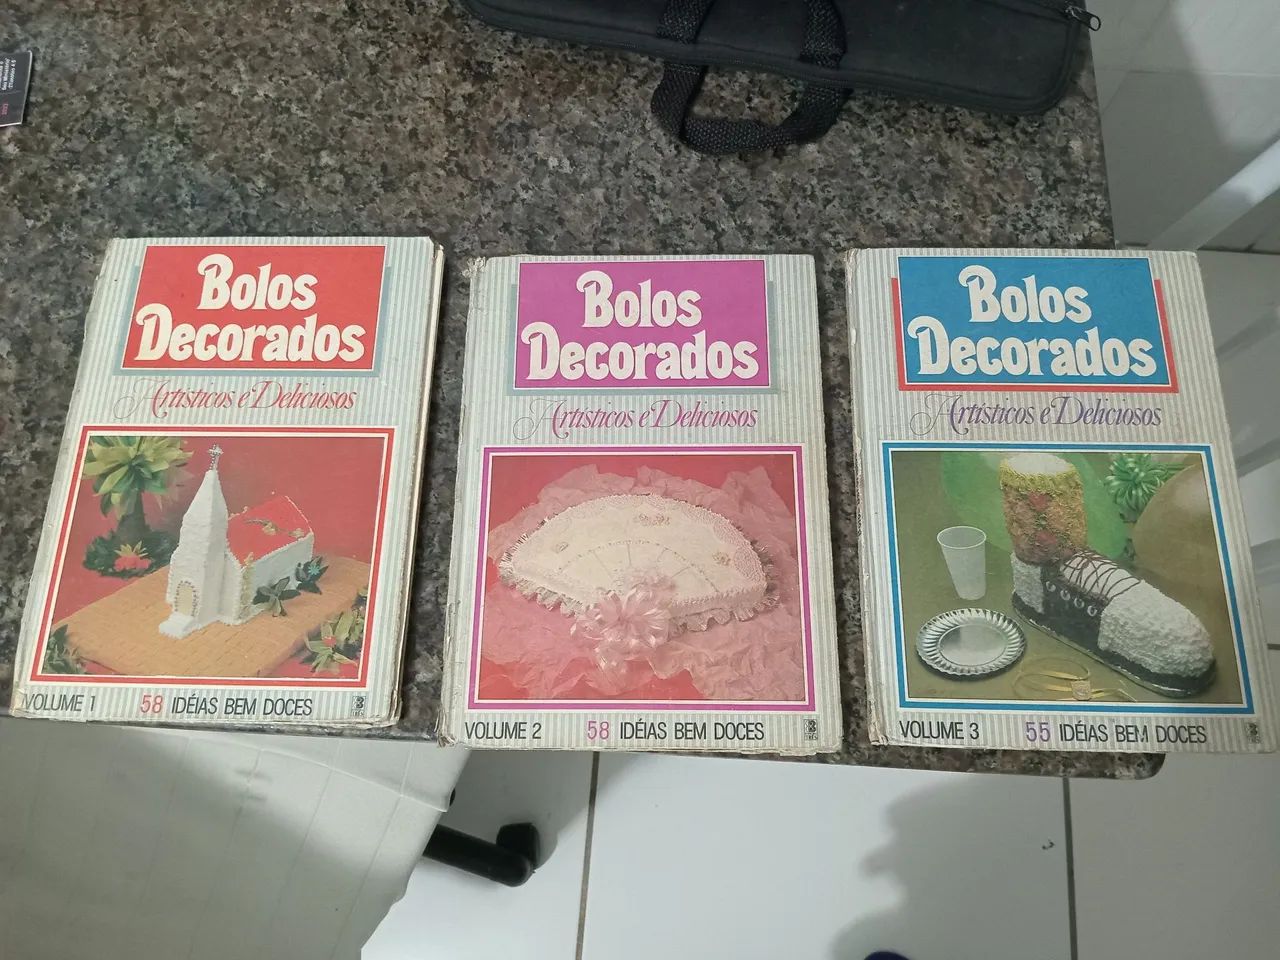 Bolos
Decorados
Artísticos e Deliciosos
VOLUME 1 58 IDÉIAS BEM DOCES
Bolos
Decorados
Artísticos e Deliciosos
VOLUME 2 58 IDÉIAS BEM DOCES
Bolos
Decorados
Artísticos e Deliciosos
VOLUME 3 55 IDÉIAS BEM DOCES